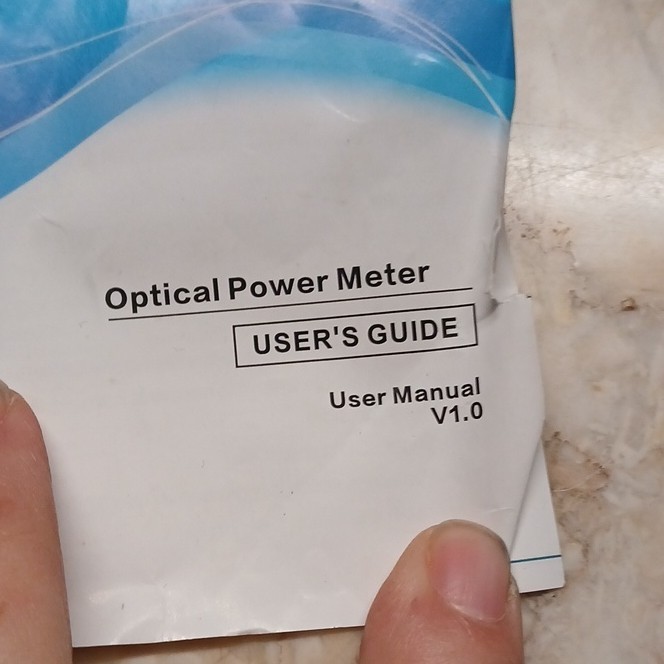 Optical Power Meter
USER'S GUIDE
User Manual
V1.0